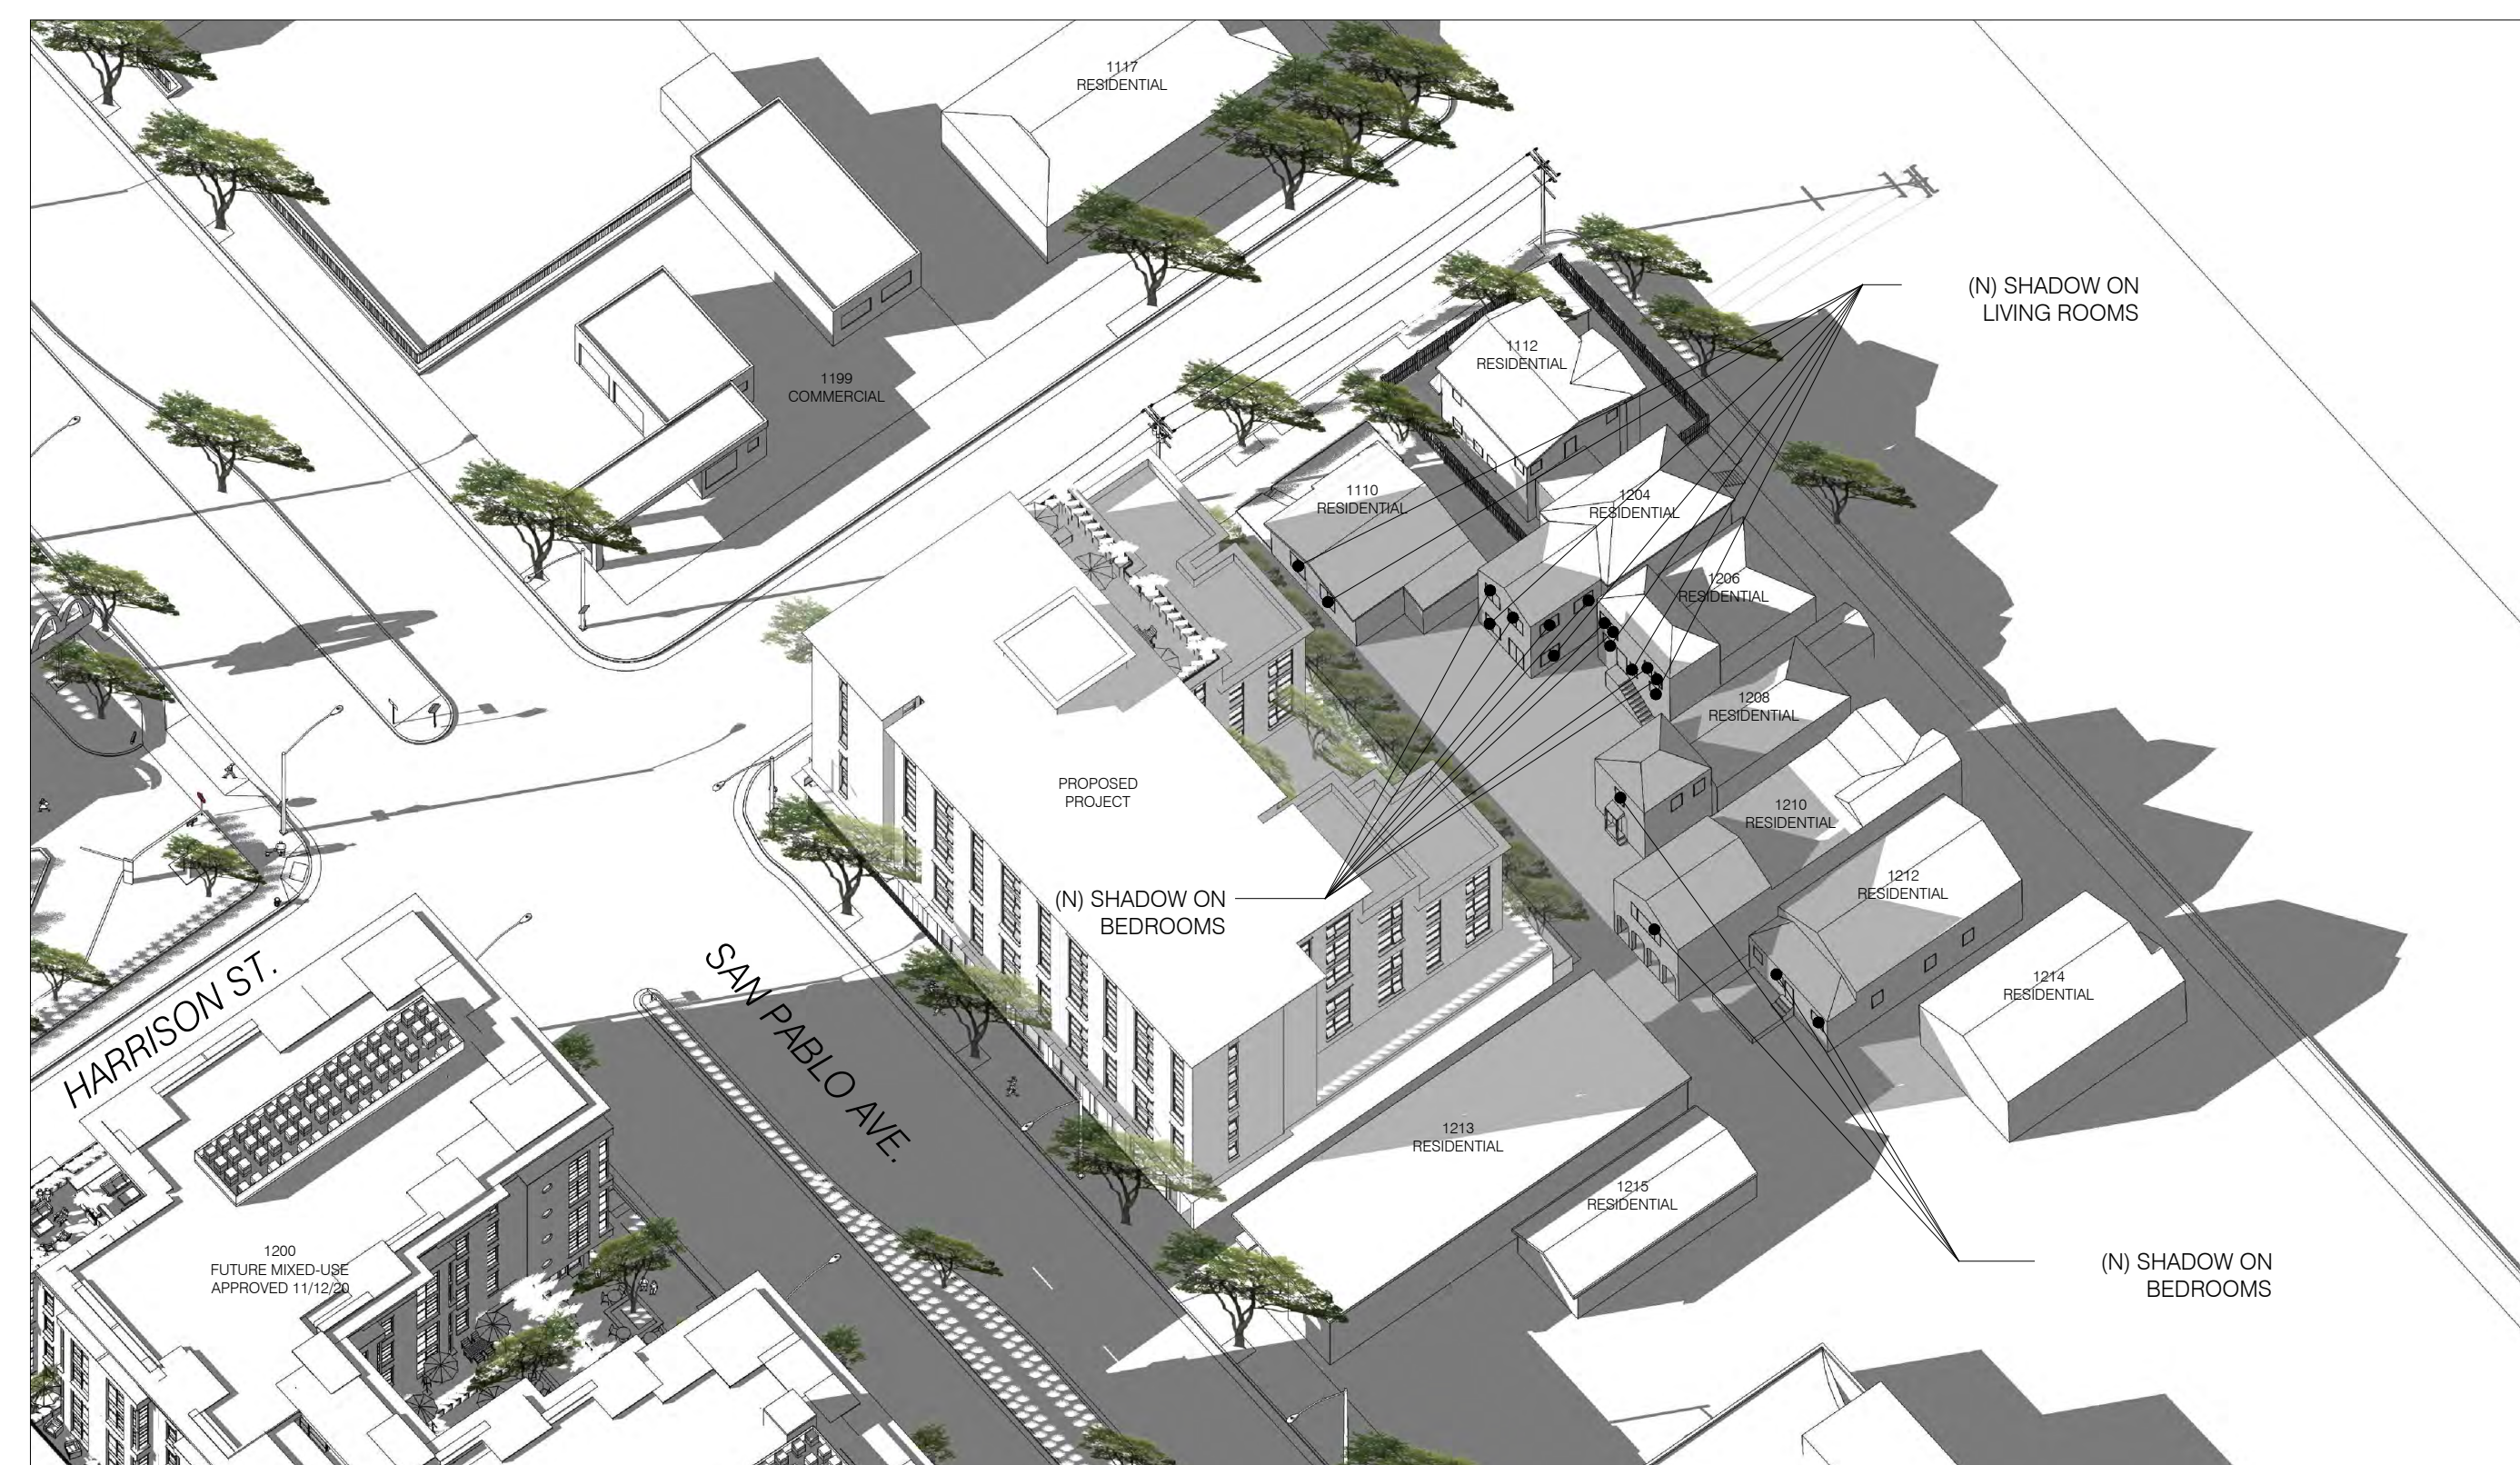 1117
RESIDENTIAL
(N) SHADOW ON
LIVING ROOMS
1112
RESIDENTIAL
1199
COMMERCIAL
1110
RESIDENTIAL
1204
RESIDENTIAL
1206
RESIDENTIAL
1208
RESIDENTIAL
PROPOSED
PROJECT
1210
RESIDENTIAL
(N) SHADOW ON
BEDROOMS
1212
RESIDENTIAL
HARRISON ST.
SAN PABLO AVE.
1214
RESIDENTIAL
1213
RESIDENTIAL
1215
RESIDENTIAL
1200
FUTURE MIXED-USE
APPROVED 11/12/20
(N) SHADOW ON
BEDROOMS